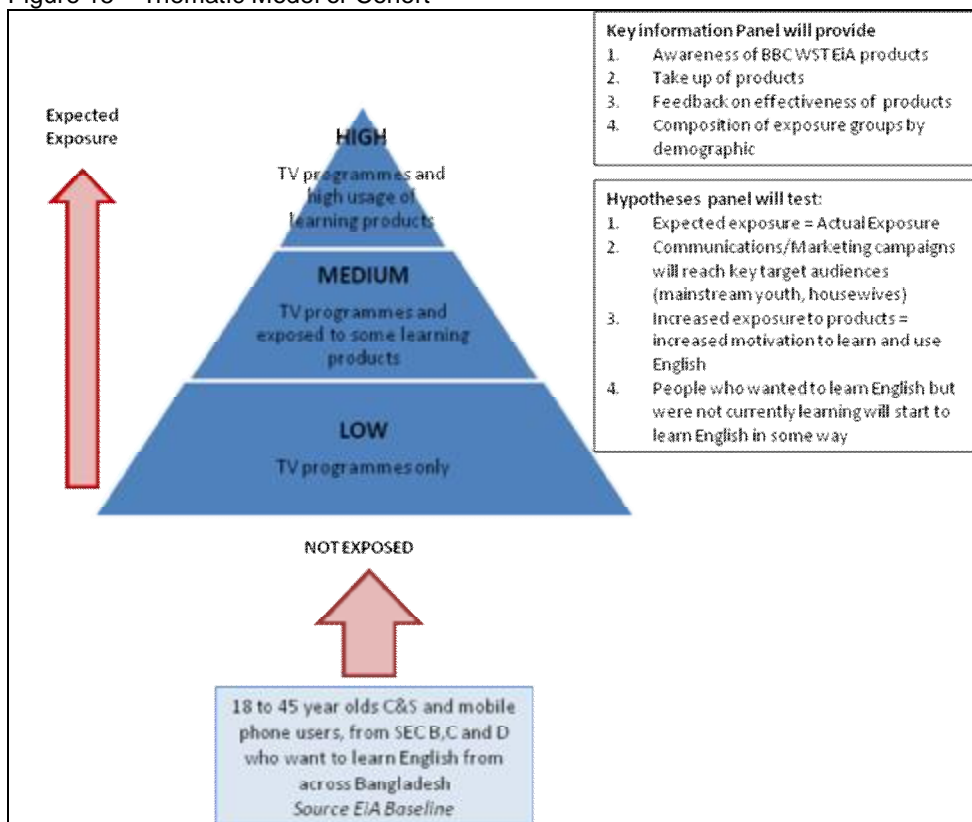 Expected
Exposure
HIGH
TV programmes and
high usage of
learning products
MEDIUM
TV programmes and
exposed to some learning
products
LOW
TV programmes only
NOT EXPOSED
18 to 45 year olds C&S and mobile
phone users, from SEC B,C and D
who want to learn English from
across Bangladesh
Source EiA Baseline
Key information Panel will provide
1. Awareness of BBC WST EiA products
2. Take up of products
3. Feedback on effectiveness of products
4. Composition of exposure groups by
demographic
Hypotheses panel will test:
1. Expected exposure = Actual Exposure
2. Communications/Marketing campaigns
will reach key target audiences
(mainstream youth, housewives)
3. Increased exposure to products =
increased motivation to learn and use
English
4. People who wanted to learn English but
were not currently learning will start to
learn English in some way